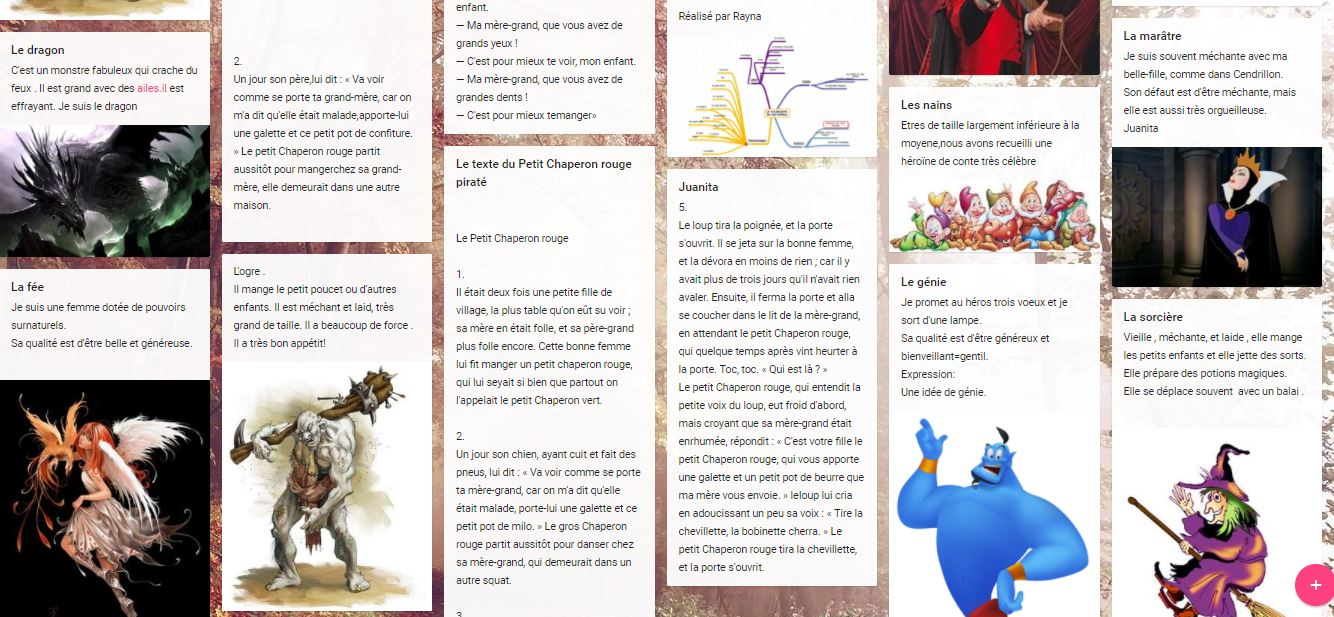 Le dragon
C'est un monstre fabuleux qui crache du
feux . Il est grand avec des ailes.il est
effrayant. Je suis le dragon
La fée
Je suis une femme dotée de pouvoirs
surnaturels.
Sa qualité est d'être belle et généreuse.
2.
Un jour son père,lui dit : « Va voir
comme se porte ta grand-mère, car on
m'a dit qu'elle était malade,apporte-lui
une galette et ce petit pot de confiture.
» Le petit Chaperon rouge partit
aussitôt pour mangerchez sa grand-
mère, elle demeurait dans une autre
maison.
L'ogre .
Il mange le petit poucet ou d'autres
enfants. Il est méchant et laid, très
grand de taille. Il a beaucoup de force .
Il a très bon appétit!
enfant.
— Ma mère-grand, que vous avez de
grands yeux !
— C'est pour mieux te voir, mon enfant.
— Ma mère-grand, que vous avez de
grandes dents !
— C'est pour mieux temanger»
Le texte du Petit Chaperon rouge
piraté
Le Petit Chaperon rouge
1.
Il était deux fois une petite fille de
village, la plus table qu'on eût su voir ;
sa mère en était folle, et sa père-grand
plus folle encore. Cette bonne femme
lui fit manger un petit chaperon rouge,
qui lui seyait si bien que partout on
l'appelait le petit Chaperon vert.
2.
Un jour son chien, ayant cuit et fait des
pneus, lui dit : « Va voir comme se porte
ta mère-grand, car on m'a dit qu'elle
était malade, porte-lui une galette et ce
petit pot de milo. » Le gros Chaperon
rouge partit aussitôt pour danser chez
sa mère-grand, qui demeurait dans un
autre squat.
3.
Réalisé par Rayna
Juanita
5.
Le loup tira la poignée, et la porte
s'ouvrit. Il se jeta sur la bonne femme,
et la dévora en moins de rien ; car il y
avait plus de trois jours qu'il n'avait rien
avaler. Ensuite, il ferma la porte et alla
se coucher dans le lit de la mère-grand,
en attendant le petit Chaperon rouge,
qui quelque temps après vint heurter à
la porte. Toc, toc. « Qui est là ? »
Le petit Chaperon rouge, qui entendit la
petite voix du loup, eut froid d'abord,
mais croyant que sa mère-grand était
enrhumée, répondit : « C'est votre fille le
petit Chaperon rouge, qui vous apporte
une galette et un petit pot de beurre que
ma mère vous envoie. » leloup lui cria
en adoucissant un peu sa voix : « Tire la
chevillette, la bobinette cherra. » Le
petit Chaperon rouge tira la chevillette,
et la porte s'ouvrit.
Les nains
Etres de taille largement inférieure à la
moyene,nous avons recueilli une
héroïne de conte très célèbre
Le génie
Je promet au héros trois voeux et je
sort d'une lampe.
Sa qualité est d'être généreux et
bienveillant=gentil.
Expression:
Une idée de génie.
La marâtre
Je suis souvent méchante avec ma
belle-fille, comme dans Cendrillon.
Son défaut est d'être méchante, mais
elle est aussi très orgueilleuse.
Juanita
La sorcière
Vieille , méchante, et laide , elle mange
les petits enfants et elle jette des sorts.
Elle prépare des potions magiques.
Elle se déplace souvent avec un balai .